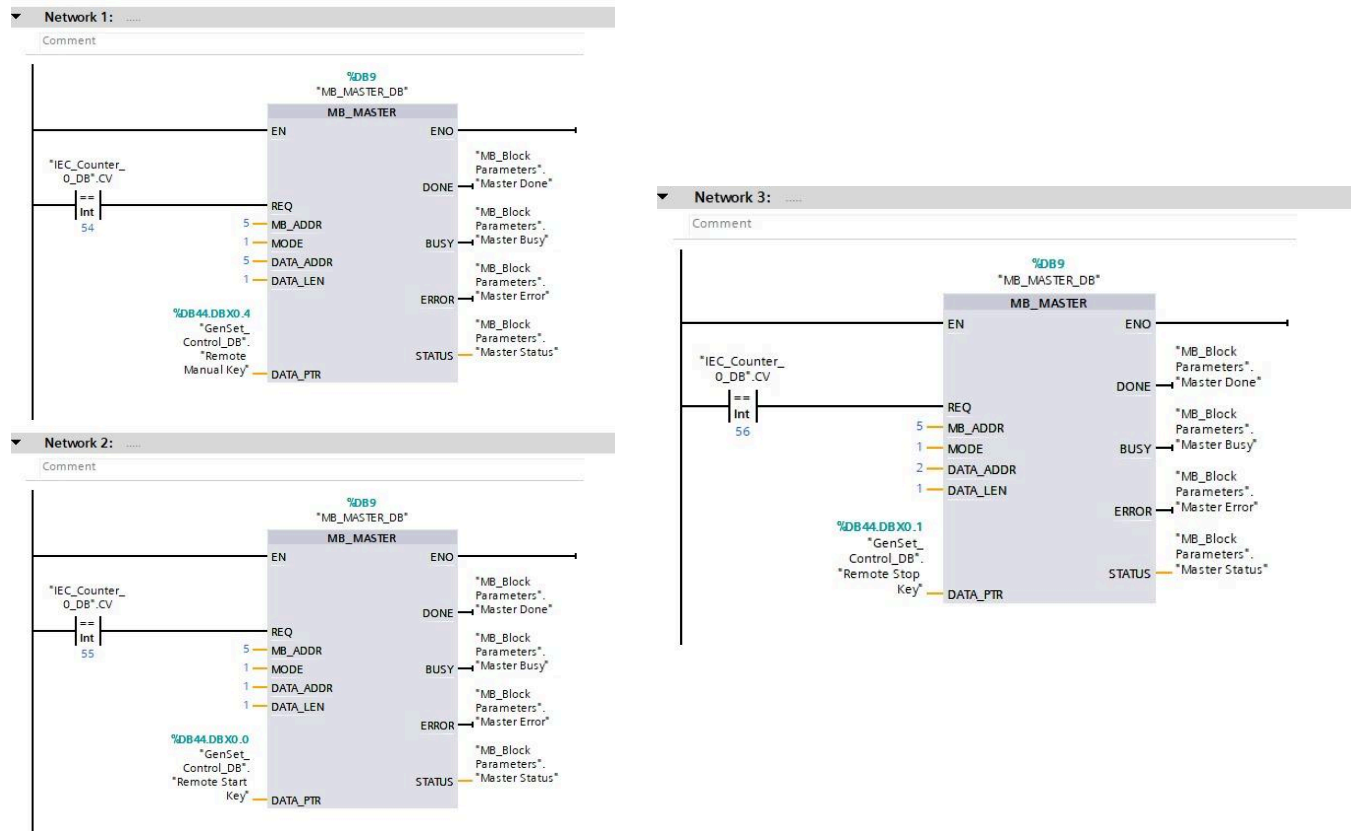 Network 1: .....
Comment
%DB9
"MB_MASTER_DB"
MB_MASTER
EN
ENO
"IEC_Counter_
0_DB".CV
==
Int
54
REQ
5
MB_ADDR
1
MODE
5
DATA_ADDR
1
DATA_LEN
%DB44.DBX0.4
"GenSet_
Control_DB".
"Remote
Manual Key"
DATA_PTR
DONE
"MB_Block
Parameters".
"Master Done"
BUSY
"MB_Block
Parameters".
"Master Busy"
ERROR
"MB_Block
Parameters".
"Master Error"
STATUS
"MB_Block
Parameters".
"Master Status"
Network 2: .....
Comment
%DB9
"MB_MASTER_DB"
MB_MASTER
EN
ENO
"IEC_Counter_
0_DB".CV
==
Int
55
REQ
5
MB_ADDR
1
MODE
1
DATA_ADDR
1
DATA_LEN
%DB44.DBX0.0
"GenSet_
Control_DB".
"Remote Start
Key"
DATA_PTR
DONE
"MB_Block
Parameters".
"Master Done"
BUSY
"MB_Block
Parameters".
"Master Busy"
ERROR
"MB_Block
Parameters".
"Master Error"
STATUS
"MB_Block
Parameters".
"Master Status"
Network 3: .....
Comment
%DB9
"MB_MASTER_DB"
MB_MASTER
EN
ENO
"IEC_Counter_
0_DB".CV
==
Int
56
REQ
5
MB_ADDR
1
MODE
2
DATA_ADDR
1
DATA_LEN
%DB44.DBX0.1
"GenSet_
Control_DB".
"Remote Stop
Key"
DATA_PTR
DONE
"MB_Block
Parameters".
"Master Done"
BUSY
"MB_Block
Parameters".
"Master Busy"
ERROR
"MB_Block
Parameters".
"Master Error"
STATUS
"MB_Block
Parameters".
"Master Status"